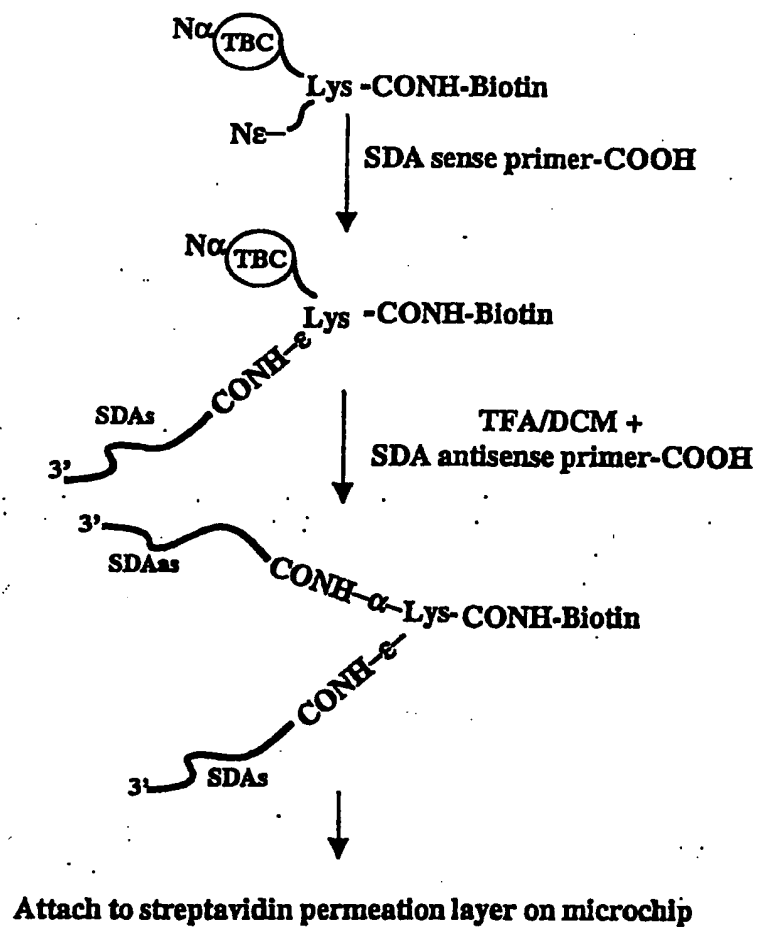 Nα TBC
Lys -CONH-Biotin
Nε
SDA sense primer-COOH
Nα TBC
Lys -CONH-Biotin
CONH-ε
SDAs
3'
TFA/DCM +
SDA antisense primer-COOH
3'
SDAas
CONH-α-Lys-CONH-Biotin
CONH-ε
SDAs
3'
Attach to streptavidin permeation layer on microchip